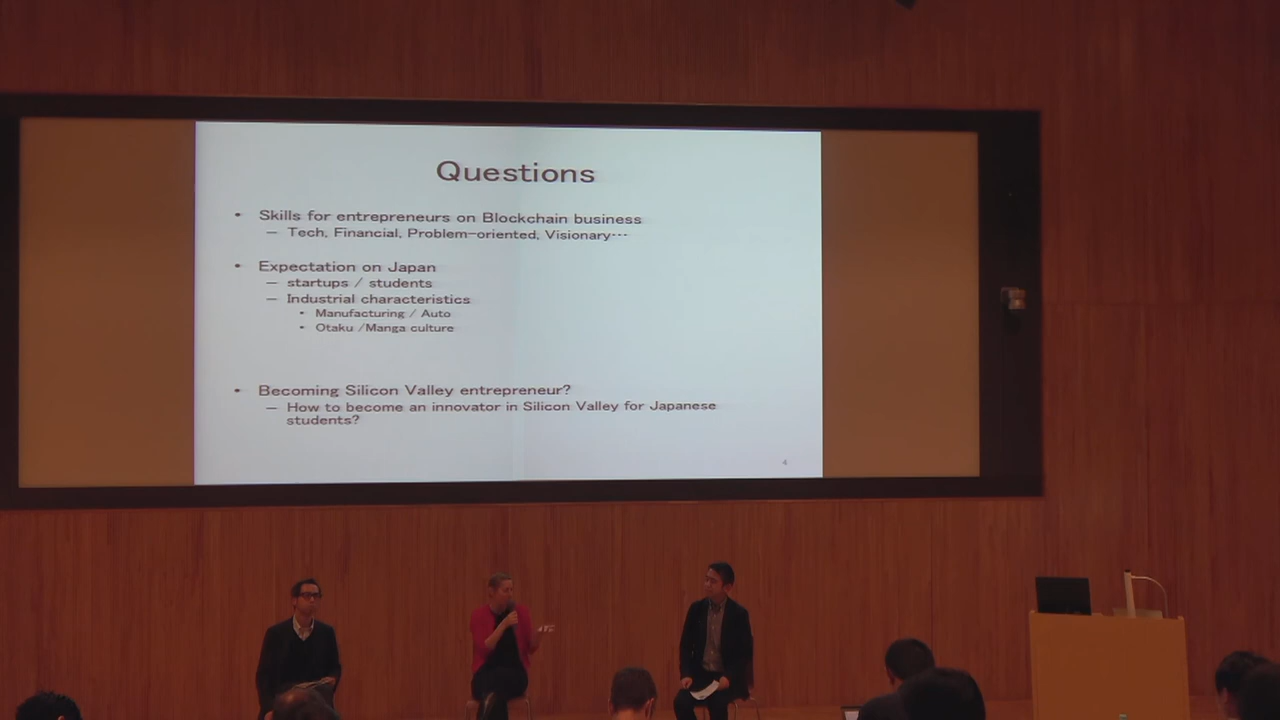 Questions
• Skills for entrepreneurs on Blockchain business
– Tech, Financial, Problem-oriented, Visionary…
• Expectation on Japan
– startups / students
– Industrial characteristics
• Manufacturing / Auto
• Otaku /Manga culture
• Becoming Silicon Valley entrepreneur?
– How to become an innovator in Silicon Valley for Japanese
students?
4